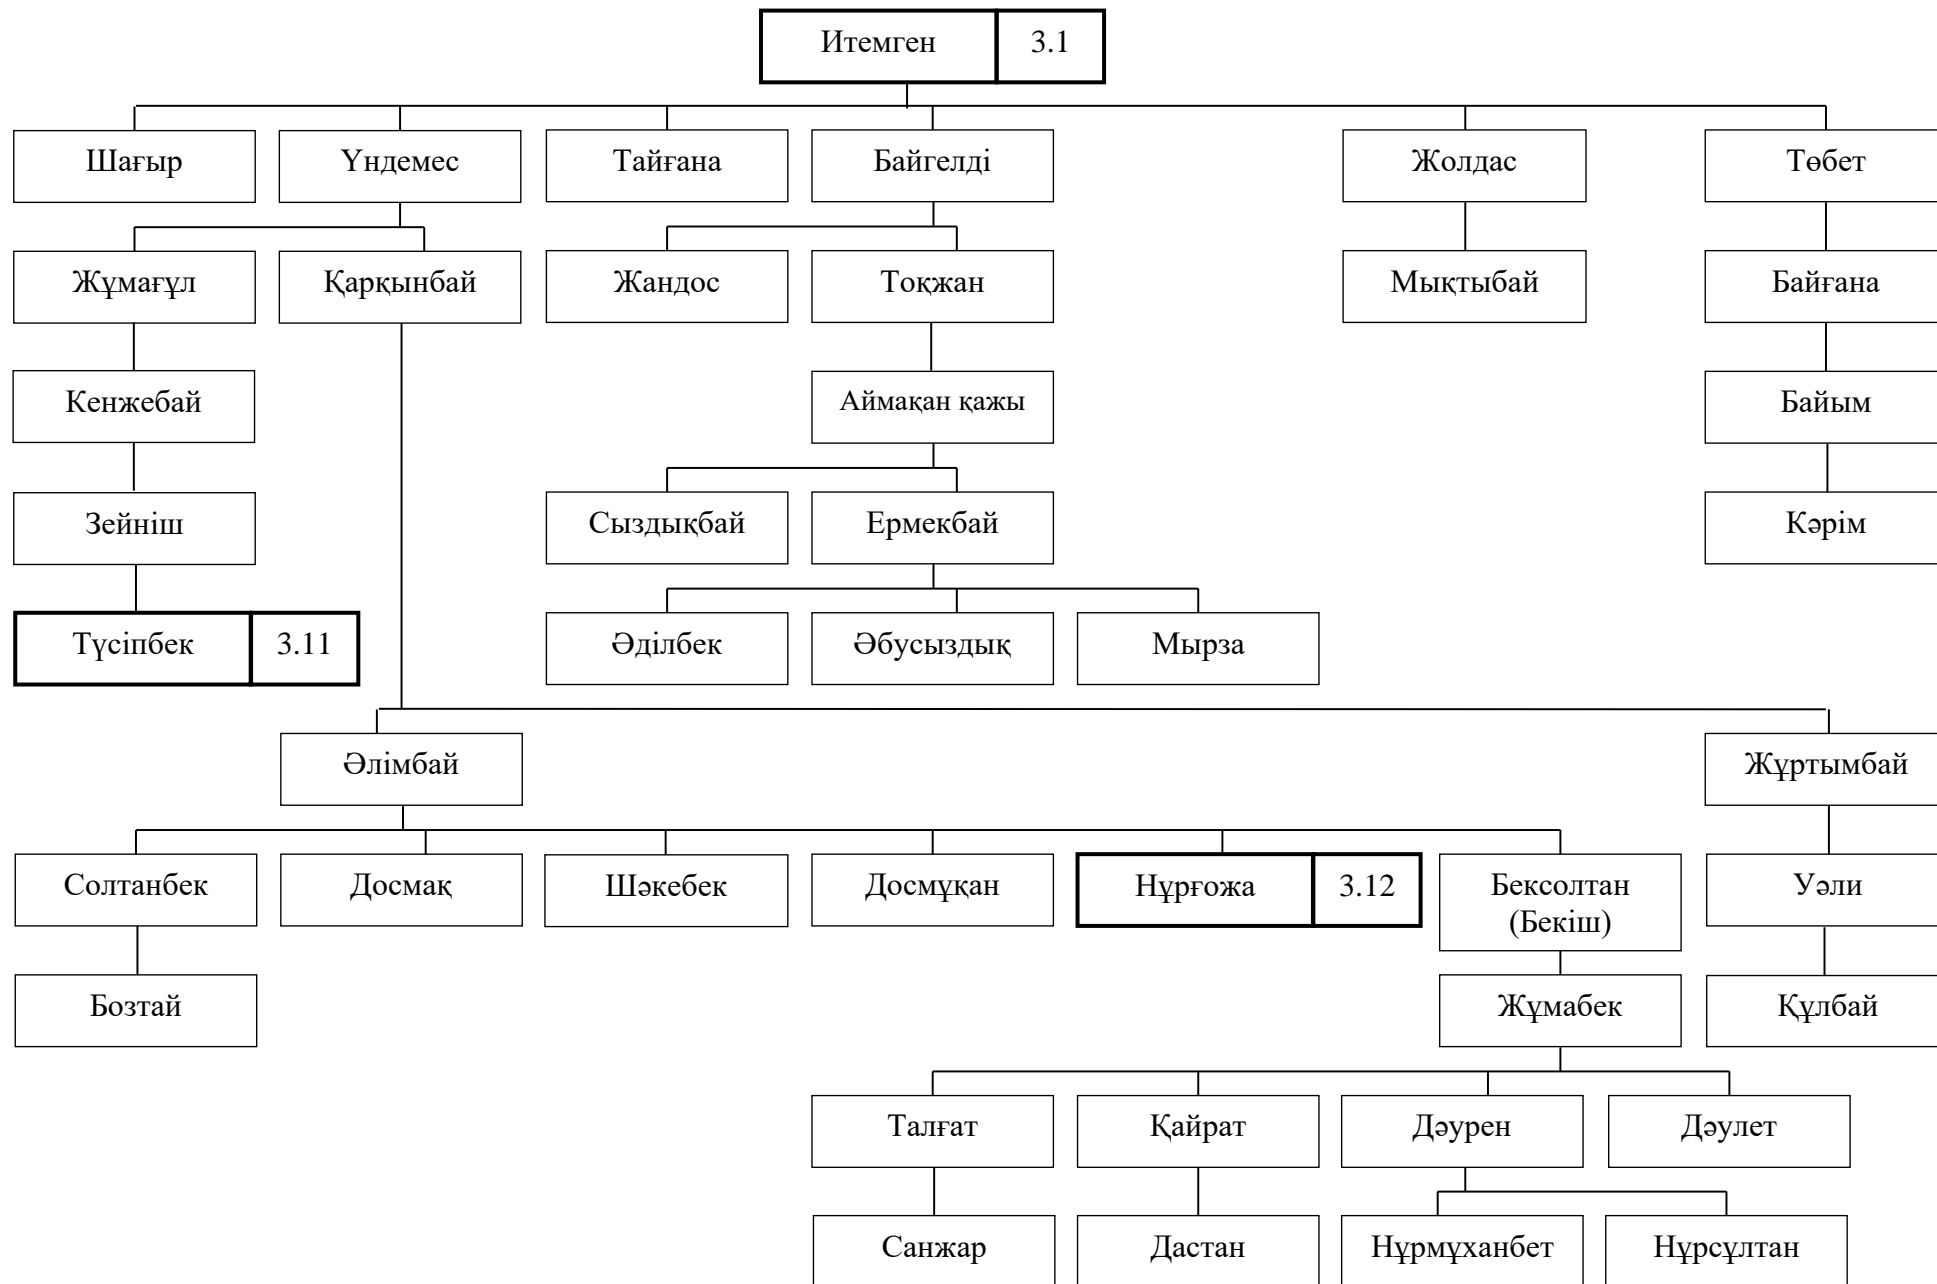 Итемген 3.1
Шағыр Үндемес Тайғана Байгелді Жолдас Төбет
Жұмағұл Қарқынбай Жандос Тоқжан Мықтыбай Байғана
Кенжебай Аймақан қажы Байым
Зейніш Сыздықбай Ермекбай Кәрім
Түсіпбек 3.11 Әділбек Әбусыздық Мырза
Әлімбай Жұртымбай
Солтанбек Досмақ Шәкебек Досмұқан Нұрғожа 3.12 Бексолтан Уәли
(Бекіш)
Бозтай Жұмабек Құлбай
Талғат Қайрат Дәурен Дәулет
Санжар Дастан Нұрмұханбет Нұрсұлтан